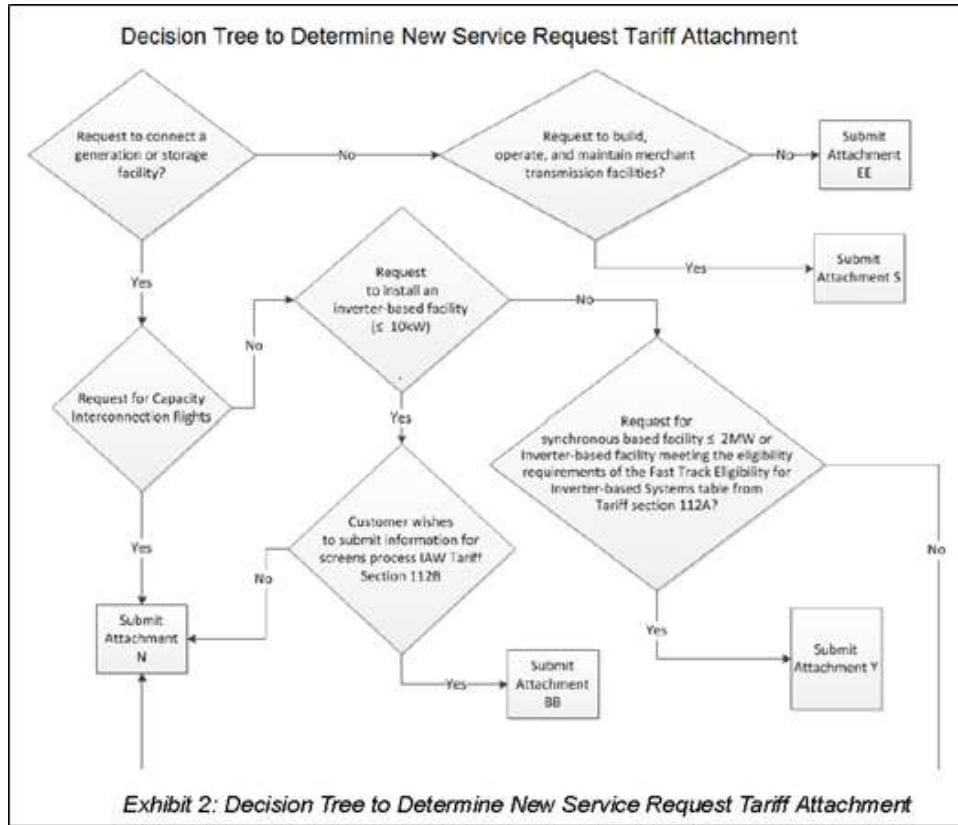 Decision Tree to Determine New Service Request Tariff Attachment
Request to connect a
generation or storage
facility?
No
Request to build,
operate, and maintain merchant
transmission facilities?
No
Submit
Attachment
EE
Yes
Submit
Attachment S
Yes
Request
to install an
inverter-based facility
(≤ 10kW)
No
No
Request for Capacity
Interconnection Rights
Yes
Request for
synchronous based facility ≤ 2MW or
Inverter-based facility meeting the eligibility
requirements of the Fast Track Eligibility for
Inverter-based Systems table from
Tariff section 112A?
Customer wishes
to submit information for
screens process IAW Tariff
Section 112B
Yes
No
No
Submit
Attachment
N
Yes
Submit
Attachment Y
Yes
Submit
Attachment
BB
Exhibit 2: Decision Tree to Determine New Service Request Tariff Attachment